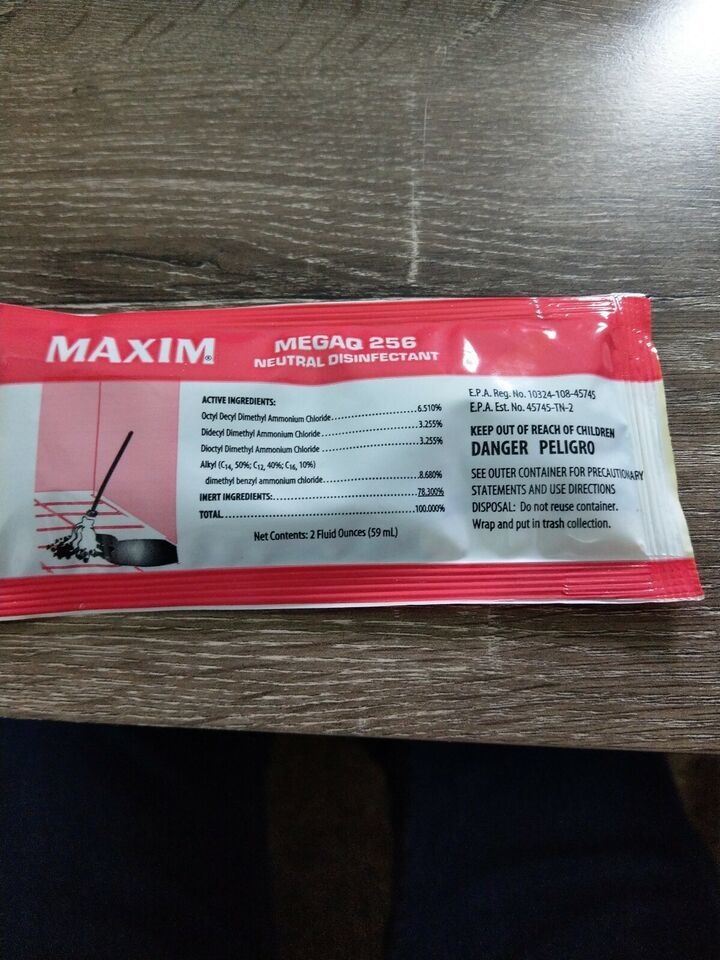 MAXIM®
MEGAQ 256
NEUTRAL DISINFECTANT
ACTIVE INGREDIENTS:
Octyl Decyl Dimethyl Ammonium Chloride........................6.510%
Didecyl Dimethyl Ammonium Chloride........................3.255%
Dioctyl Dimethyl Ammonium Chloride........................3.255%
Alkyl (C14, 50%; C12, 40%; C16, 10%)
dimethyl benzyl ammonium chloride........................8.680%
INERT INGREDIENTS:........................78.300%
TOTAL........................100.000%
Net Contents: 2 Fluid Ounces (59 mL)
E.P.A. Reg. No. 10324-108-45745
E.P.A. Est. No. 45745-TN-2
KEEP OUT OF REACH OF CHILDREN
DANGER PELIGRO
SEE OUTER CONTAINER FOR PRECAUTIONARY
STATEMENTS AND USE DIRECTIONS
DISPOSAL: Do not reuse container.
Wrap and put in trash collection.